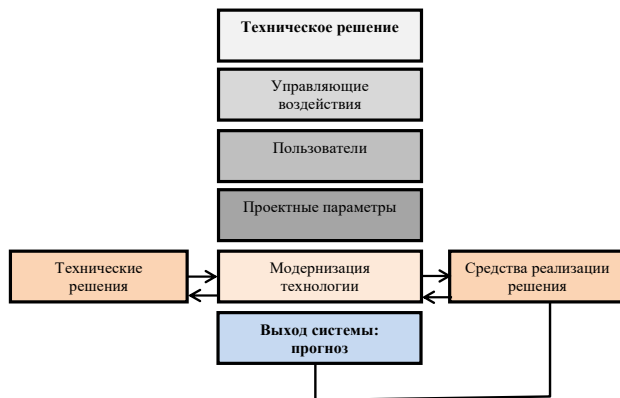 Техническое решение
Управляющие
воздействия
Пользователи
Проектные параметры
Технические
решения
Модернизация
технологии
Средства реализации
решения
Выход системы:
прогноз